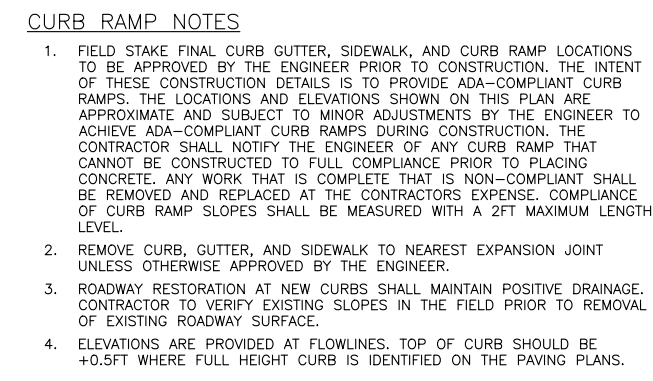 CURB RAMP NOTES
1. FIELD STAKE FINAL CURB GUTTER, SIDEWALK, AND CURB RAMP LOCATIONS
TO BE APPROVED BY THE ENGINEER PRIOR TO CONSTRUCTION. THE INTENT
OF THESE CONSTRUCTION DETAILS IS TO PROVIDE ADA-COMPLIANT CURB
RAMPS. THE LOCATIONS AND ELEVATIONS SHOWN ON THIS PLAN ARE
APPROXIMATE AND SUBJECT TO MINOR ADJUSTMENTS BY THE ENGINEER TO
ACHIEVE ADA-COMPLIANT CURB RAMPS DURING CONSTRUCTION. THE
CONTRACTOR SHALL NOTIFY THE ENGINEER OF ANY CURB RAMP THAT
CANNOT BE CONSTRUCTED TO FULL COMPLIANCE PRIOR TO PLACING
CONCRETE. ANY WORK THAT IS COMPLETE THAT IS NON-COMPLIANT SHALL
BE REMOVED AND REPLACED AT THE CONTRACTORS EXPENSE. COMPLIANCE
OF CURB RAMP SLOPES SHALL BE MEASURED WITH A 2FT MAXIMUM LENGTH
LEVEL.
2. REMOVE CURB, GUTTER, AND SIDEWALK TO NEAREST EXPANSION JOINT
UNLESS OTHERWISE APPROVED BY THE ENGINEER.
3. ROADWAY RESTORATION AT NEW CURBS SHALL MAINTAIN POSITIVE DRAINAGE.
CONTRACTOR TO VERIFY EXISTING SLOPES IN THE FIELD PRIOR TO REMOVAL
OF EXISTING ROADWAY SURFACE.
4. ELEVATIONS ARE PROVIDED AT FLOWLINES. TOP OF CURB SHOULD BE
+0.5FT WHERE FULL HEIGHT CURB IS IDENTIFIED ON THE PAVING PLANS.